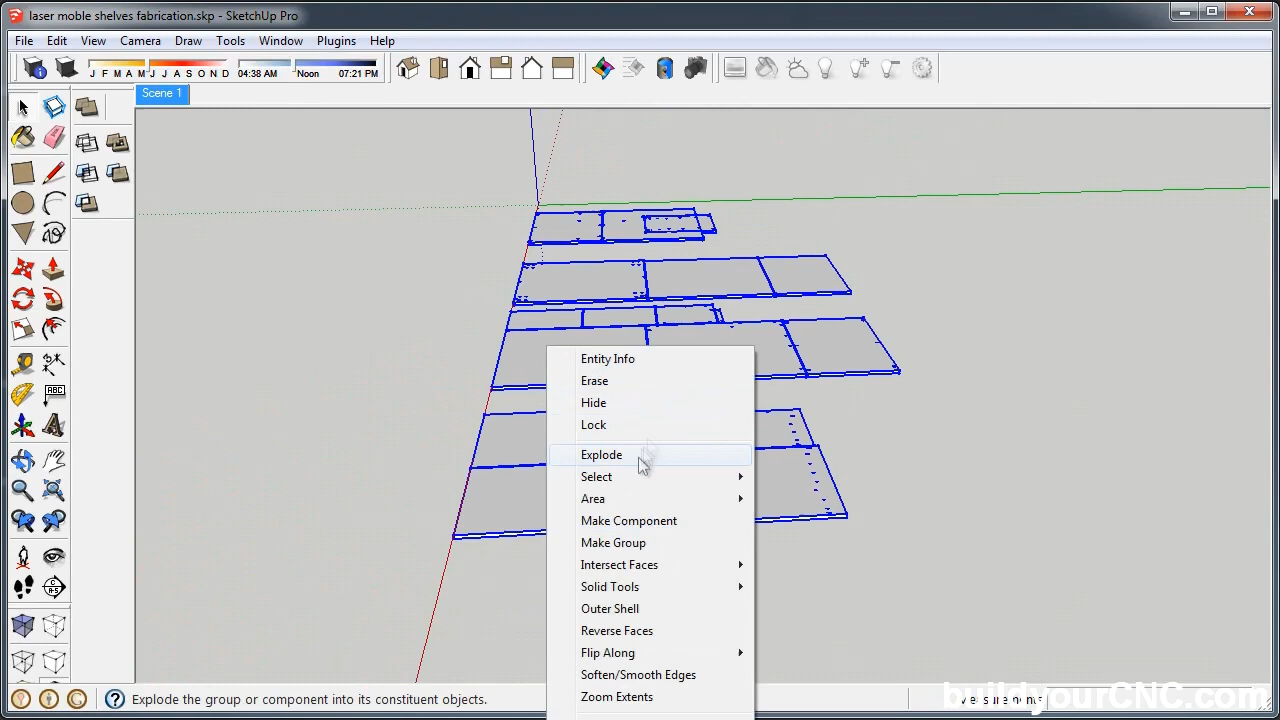 laser moble shelves fabrication.skp - SketchUp Pro
File Edit View Camera Draw Tools Window Plugins Help
J F M A M J J A S O N D 04:38 AM Noon 07:21 PM
Scene 1
ABC
Entity Info
Erase
Hide
Lock
Explode
Select
Area
Make Component
Make Group
Intersect Faces
Solid Tools
Outer Shell
Reverse Faces
Flip Along
Soften/Smooth Edges
Zoom Extents
Explode the group or component into its constituent objects.
Measurements
buildyourCNC.com